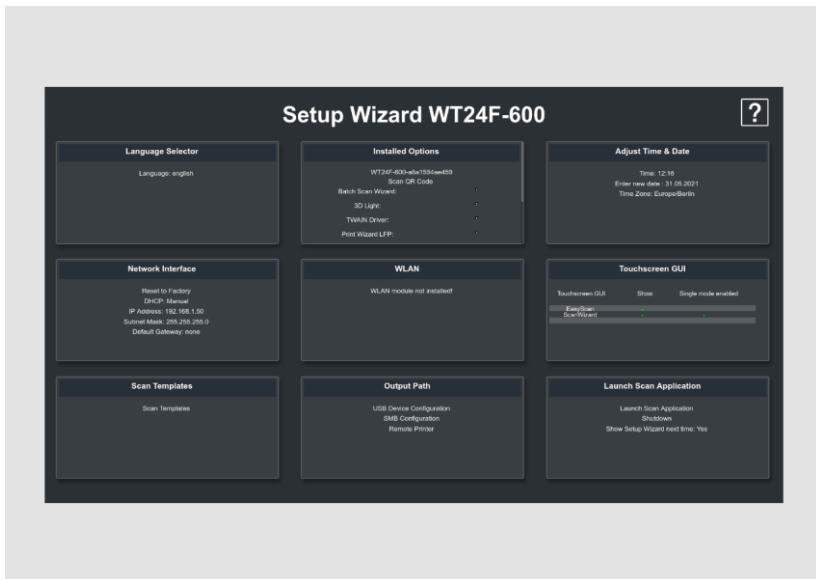 Setup Wizard WT24F-600
?
Language Selector
Language: english
Installed Options
Scan QR Code
Batch Scan Wizard:
3D Light:
TWAIN Driver:
Print Wizard LFP:
Adjust Time & Date
Time: 12:16
Enter new date : 31.05.2021
Time Zone: Europe/Berlin
Network Interface
Reset to Factory
DHCP: Manual
IP Address: 192.168.1.50
Subnet Mask: 255.255.255.0
Default Gateway: none
WLAN
WLAN module not installed!
Touchscreen GUI
Touchscreen GUI Show Single mode enabled
EasyScan
ScanWizard
Scan Templates
Scan Templates
Output Path
USB Device Configuration
SMB Configuration
Remote Printer
Launch Scan Application
Launch Scan Application
Shutdown
Show Setup Wizard next time: Yes